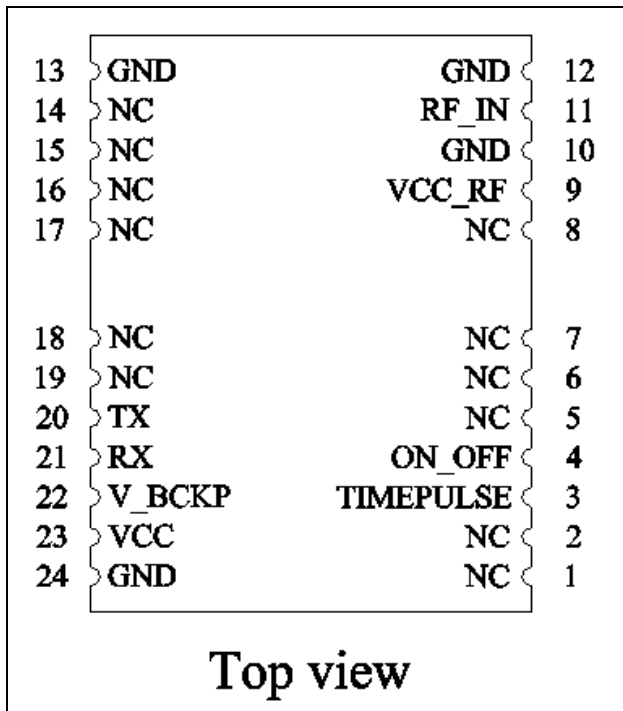 13 GND GND 12
14 NC RF_IN 11
15 NC GND 10
16 NC VCC_RF 9
17 NC NC 8
18 NC NC 7
19 NC NC 6
20 TX NC 5
21 RX ON_OFF 4
22 V_BCKP TIMEPULSE 3
23 VCC NC 2
24 GND NC 1
Top view